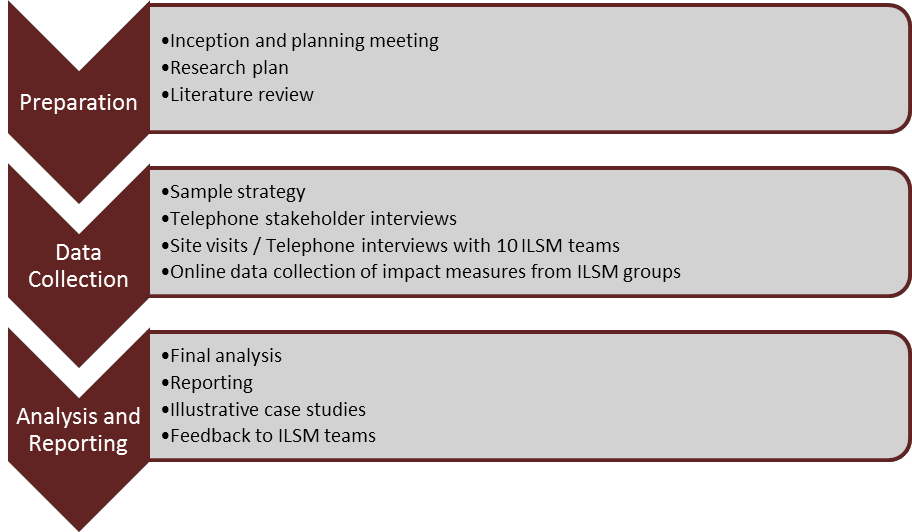 Preparation
•Inception and planning meeting
•Research plan
•Literature review
Data
Collection
•Sample strategy
•Telephone stakeholder interviews
•Site visits / Telephone interviews with 10 ILSM teams
•Online data collection of impact measures from ILSM groups
Analysis and
Reporting
•Final analysis
•Reporting
•Illustrative case studies
•Feedback to ILSM teams